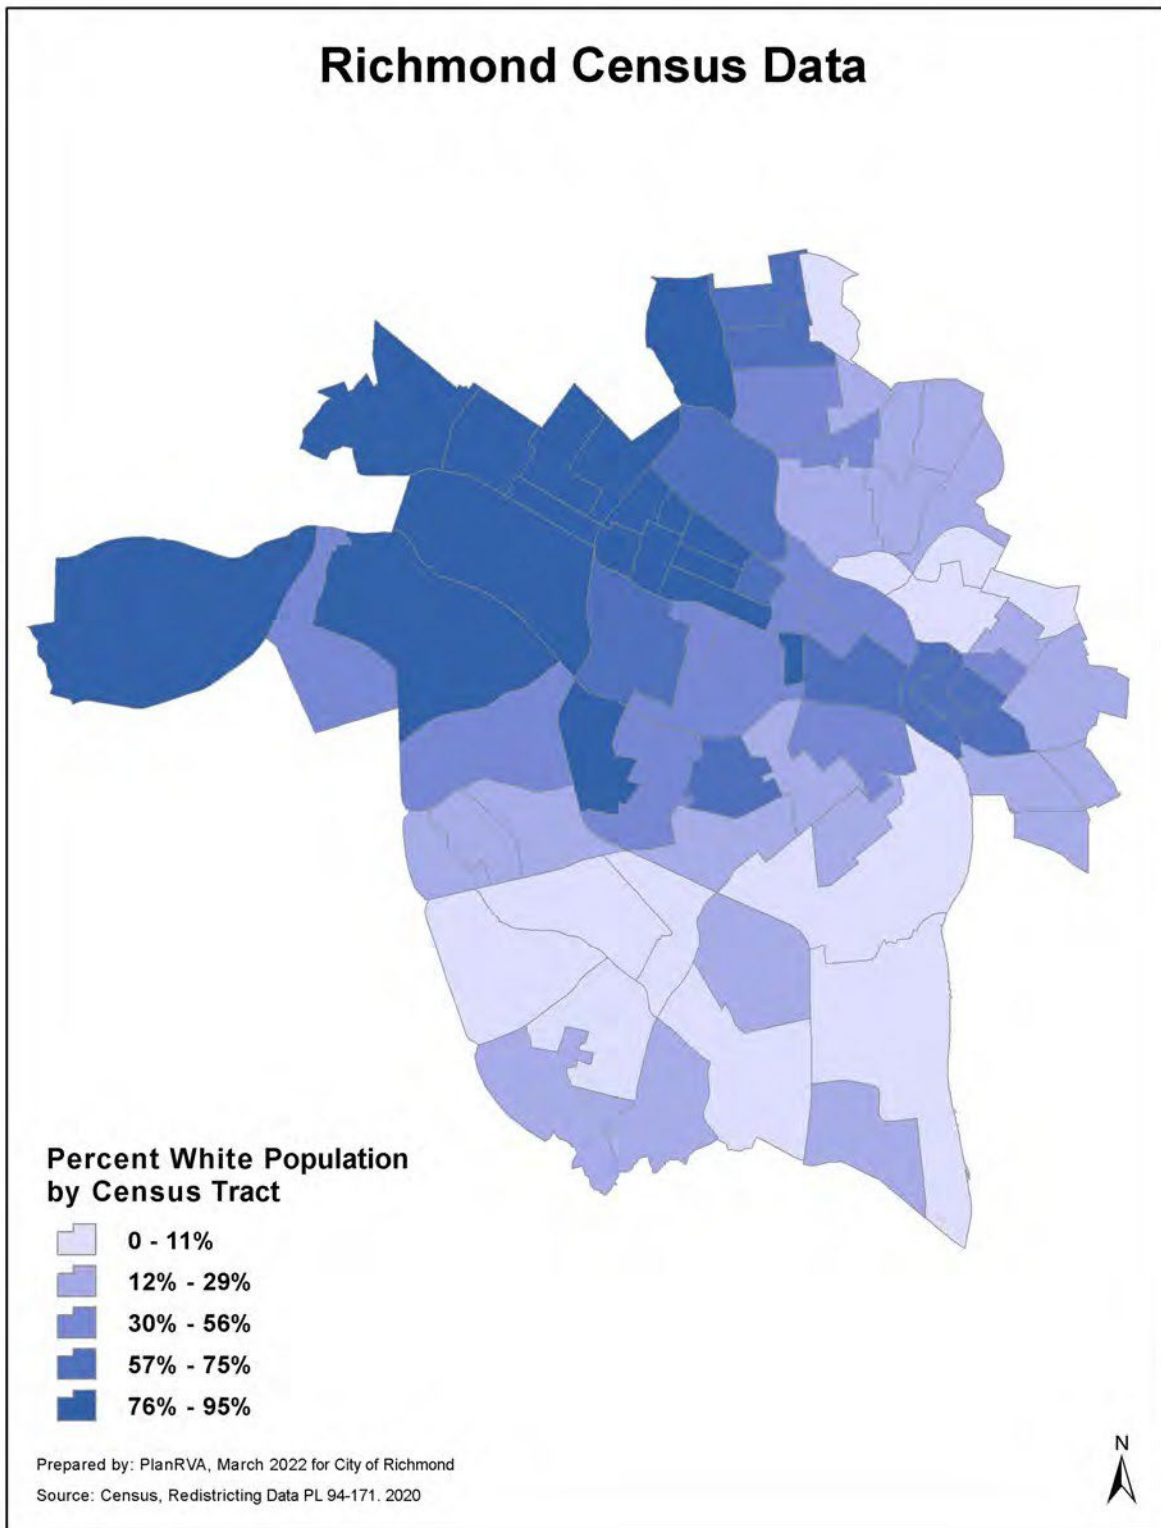 Richmond Census Data
Percent White Population
by Census Tract
0 - 11%
12% - 29%
30% - 56%
57% - 75%
76% - 95%
Prepared by: PlanRVA, March 2022 for City of Richmond
Source: Census, Redistricting Data PL 94-171. 2020
N